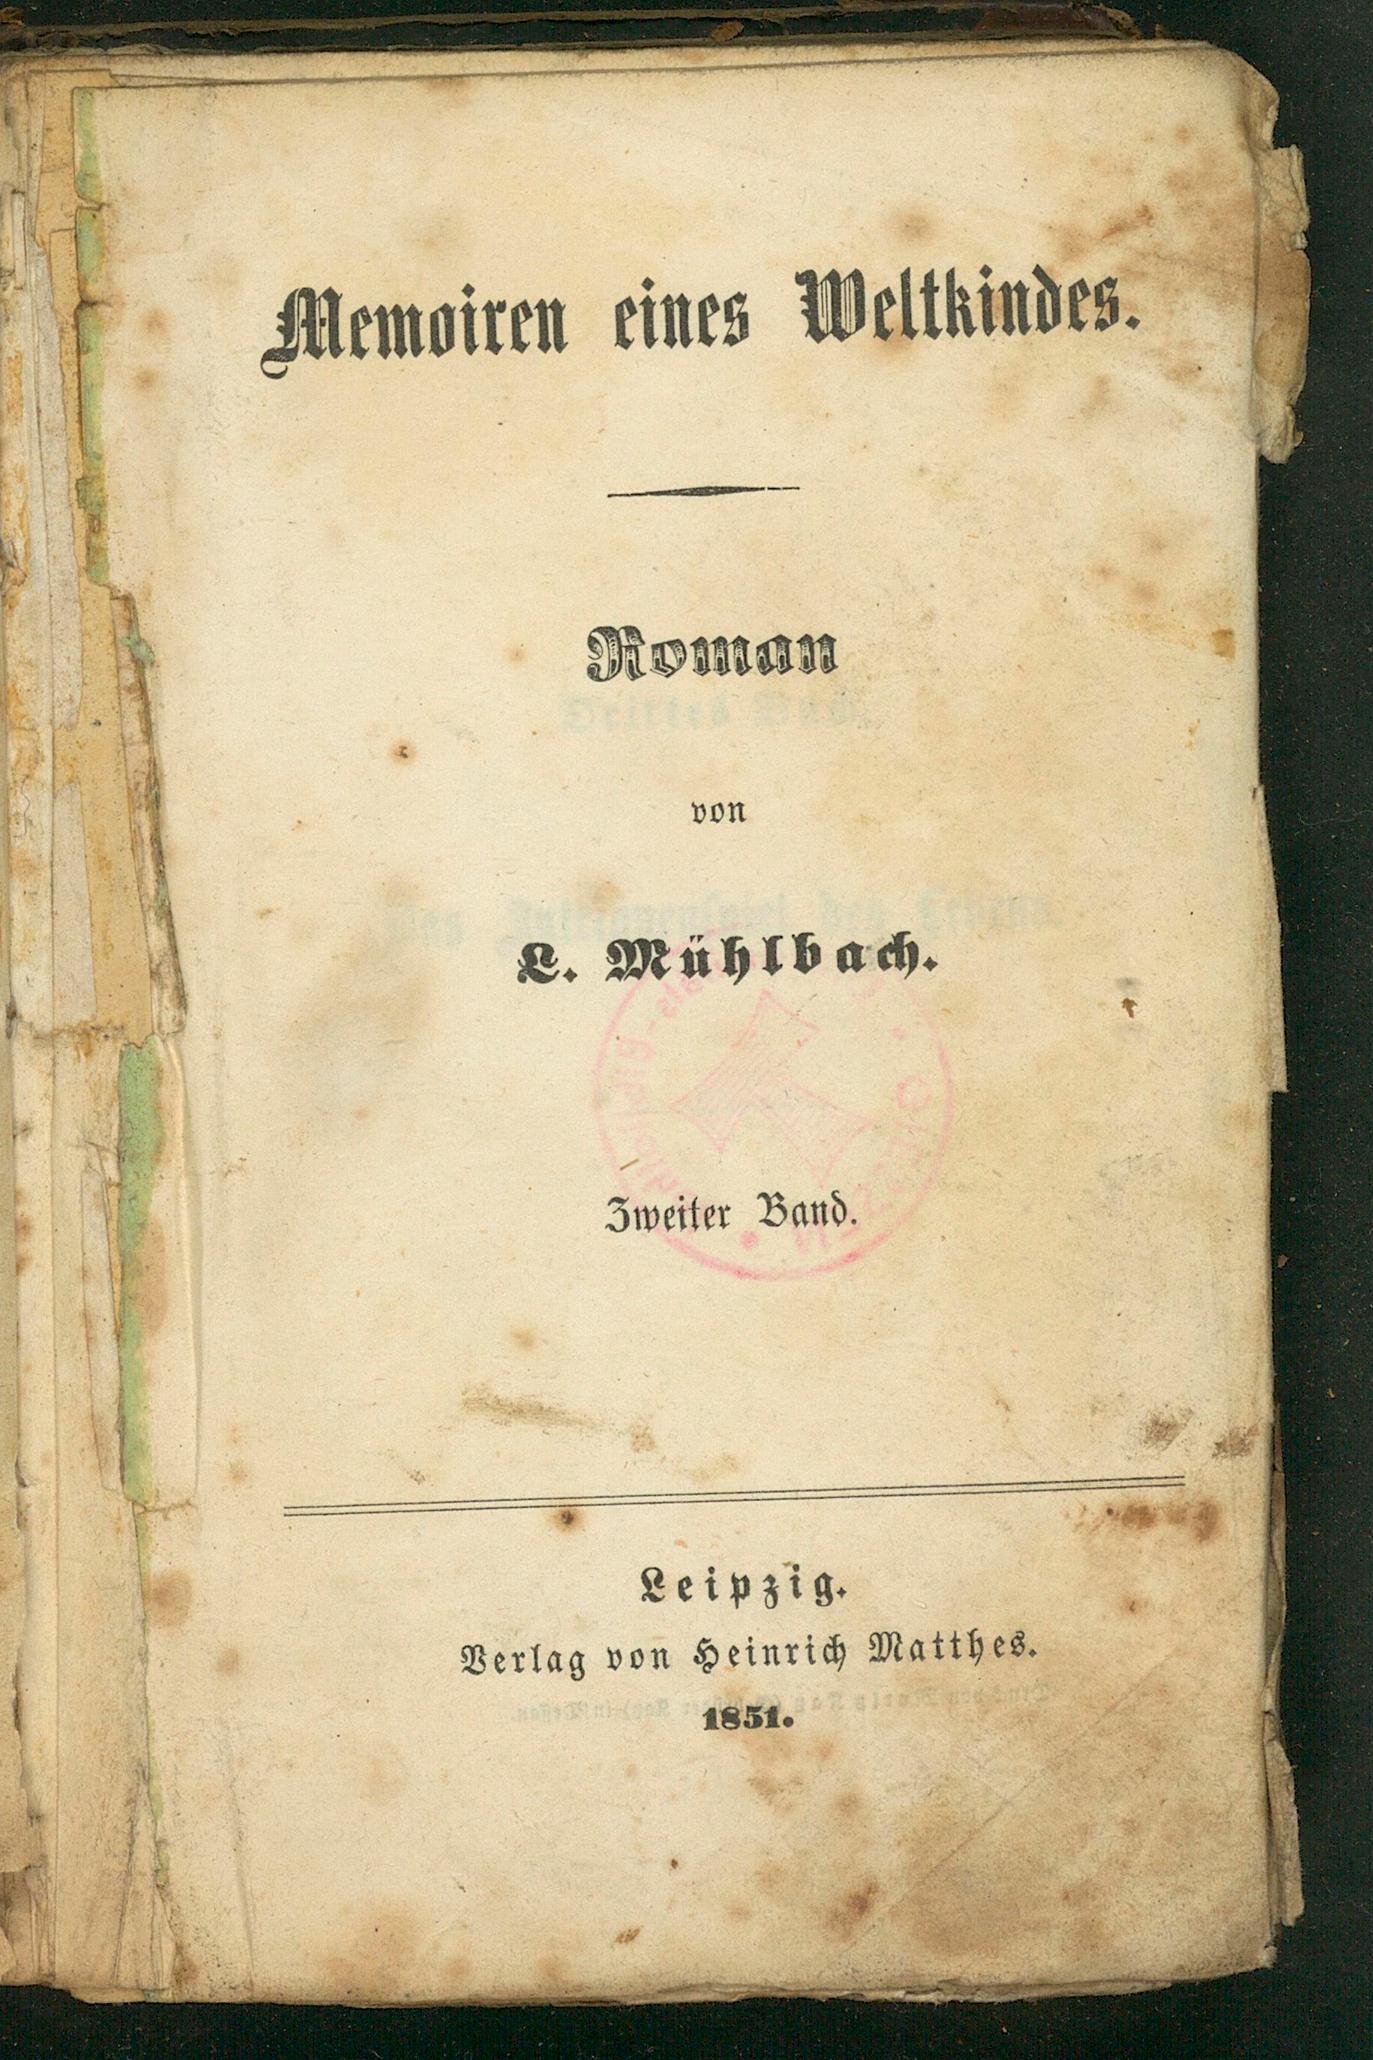 Memoiren eines Weltkindes.
Roman
von
L. Mühlbach.
Zweiter Band.
Leipzig.
Verlag von Heinrich Matthes.
1851.